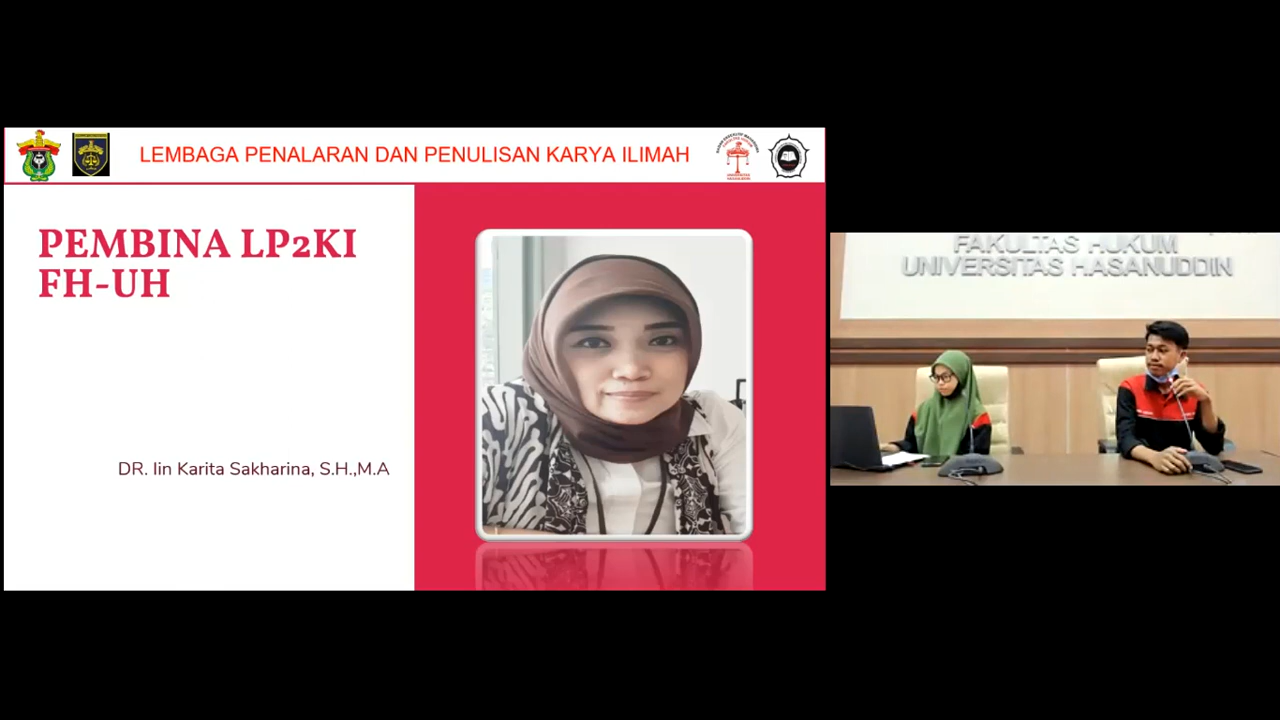 LEMBAGA PENALARAN DAN PENULISAN KARYA ILIMAH
PEMBINA LP2KI
FH-UH
DR. Iin Karita Sakharina, S.H.,M.A
FAKULTAS HUKUM
UNIVERSITAS HASANUDDIN